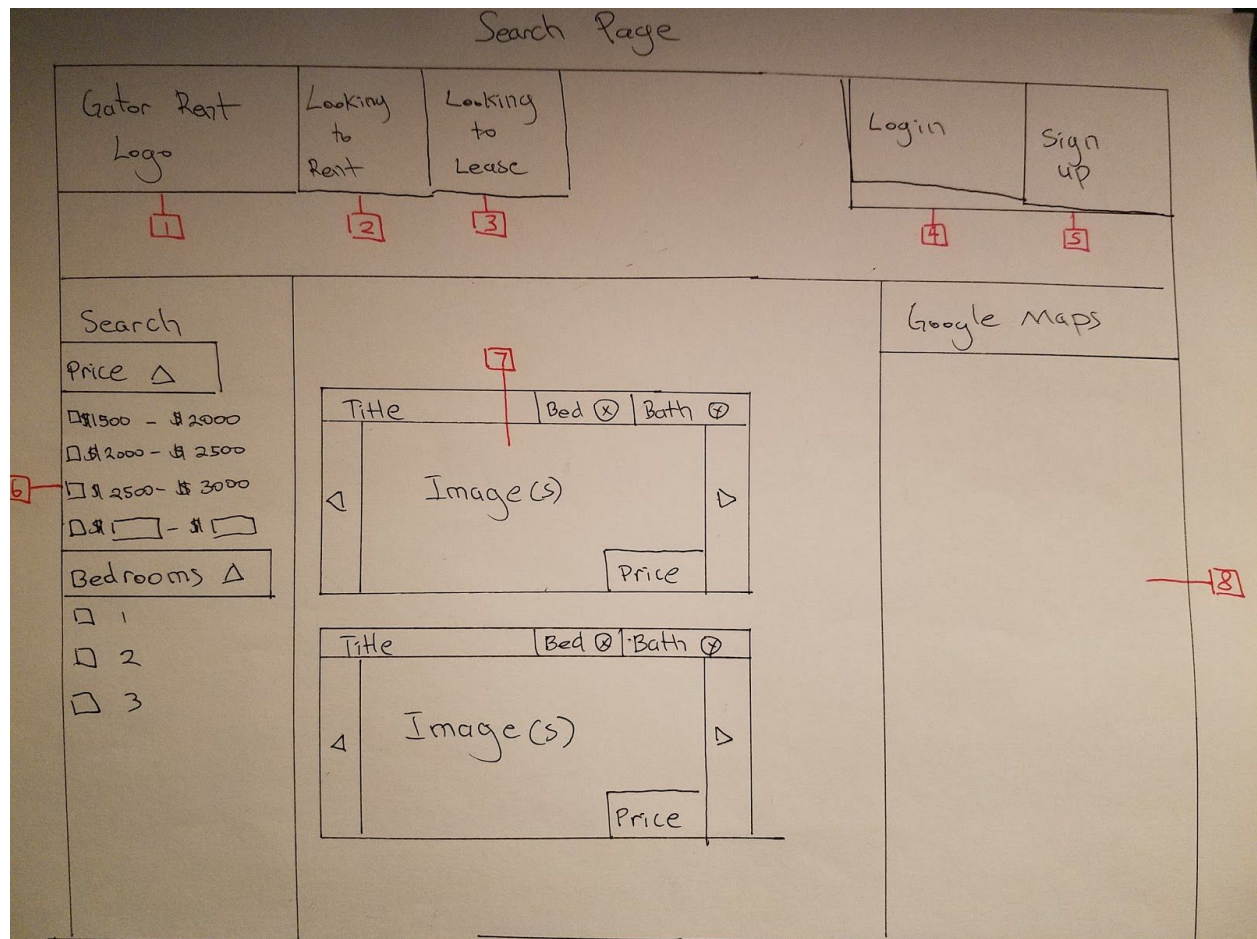 Search Page
Gator Rent
Logo
Looking
to
Rent
Looking
to
Lease
Login
Sign
up
1
2
3
4
5
Search
Price
$1500 - $2000
$2000 - $2500
6
$2500 - $3000
$ - $
Bedrooms
1
2
3
7
Title Bed X Bath Y
Image(s)
Price
Title Bed X Bath Y
Image(s)
Price
Google Maps
8